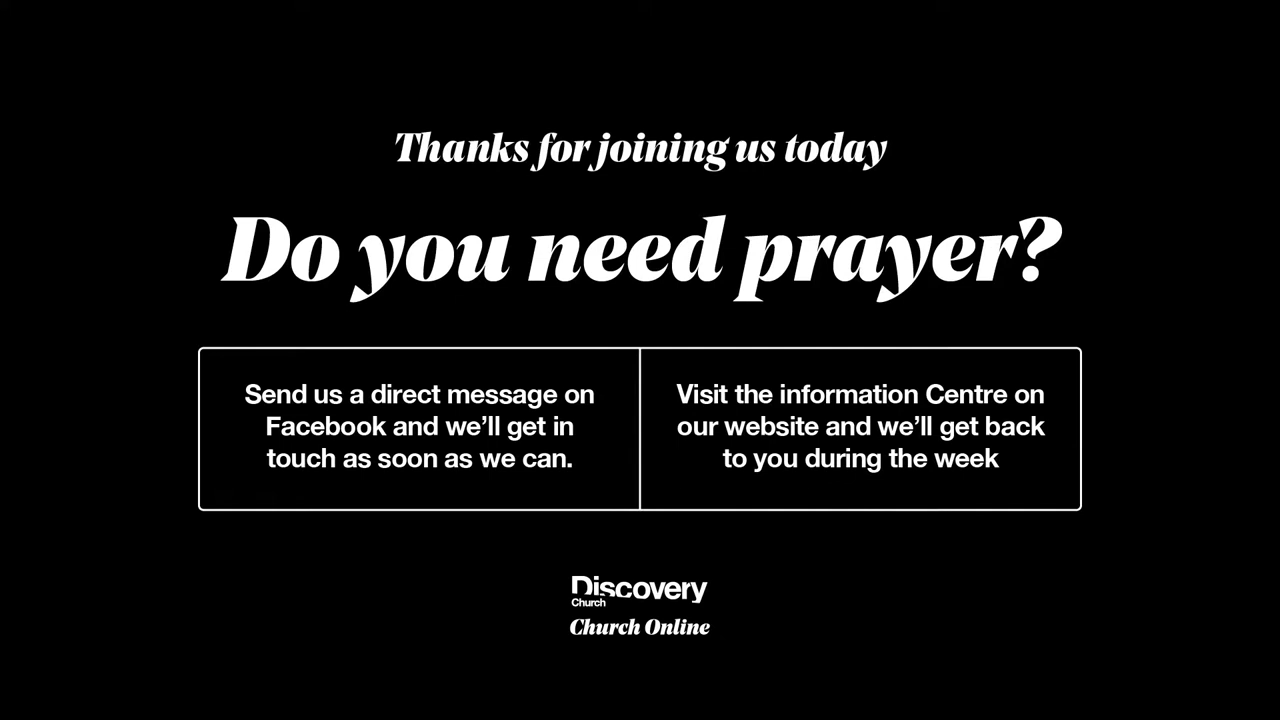 Thanks for joining us today
Do you need prayer?
Send us a direct message on
Facebook and we’ll get in
touch as soon as we can.
Visit the information Centre on
our website and we’ll get back
to you during the week
Discovery
Church
Church Online